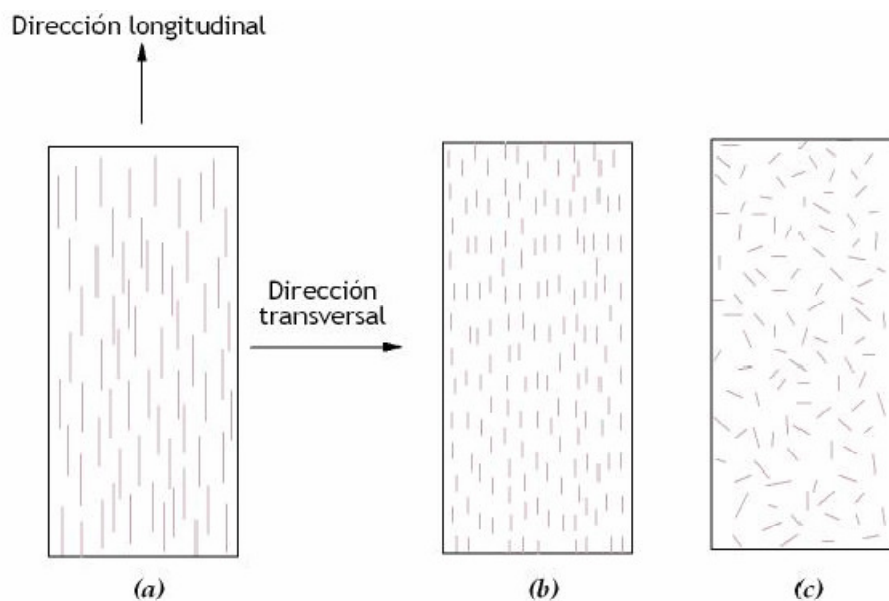 Dirección longitudinal
Dirección
transversal
(a)
(b)
(c)